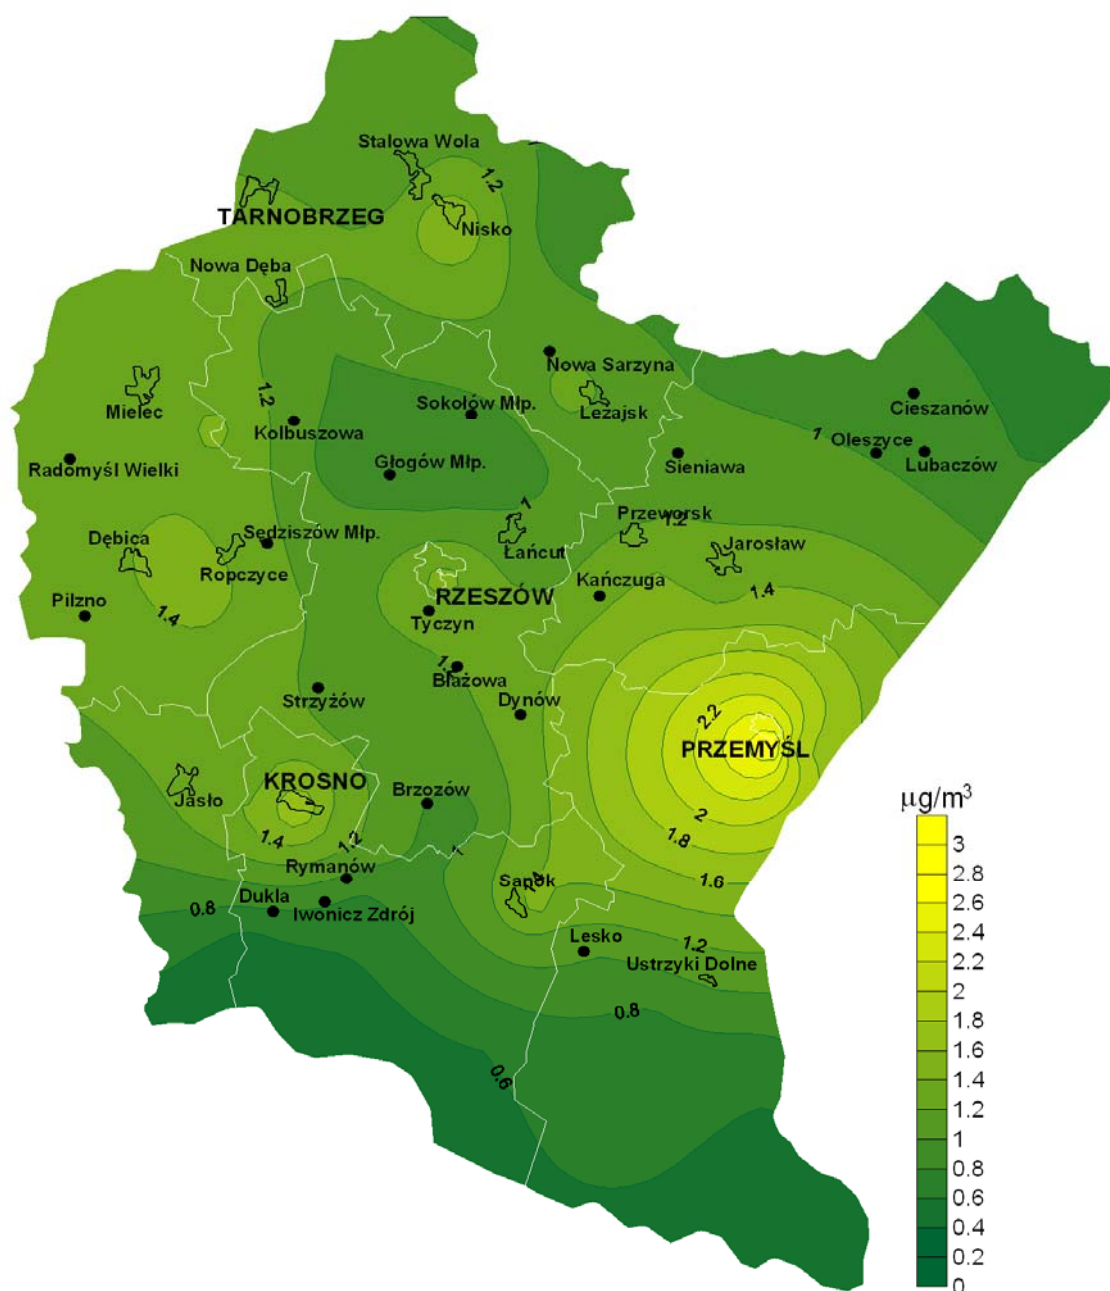 Stalowa Wola
1.2
TARNOBRZEG
Nisko
Nowa Dęba
Nowa Sarzyna
Mielec
1.2
Sokołów Młp.
Leżajsk
Cieszanów
Kolbuszowa
1
Oleszyce
Radomyśl Wielki
Głogów Młp.
Sieniawa
Lubaczów
1
Przeworsk
1.2
Dębica
Sędziszów Młp.
Łańcut
Jarosław
Ropczyce
Kańczuga
Pilzno
RZESZÓW
1.4
1.4
Tyczyn
Błażowa
Strzyżów
Dynów
2.2
PRZEMYŚL
KROSNO
Jasło
Brzozów
µg/m³
2
1.4
1.2
1
1.8
3
Rymanów
2.8
Sanok
1.4
1.6
Dukla
0.8
Iwonicz Zdrój
2.6
Lesko
1.2
2.4
Ustrzyki Dolne
2.2
0.8
2
1.8
1.6
0.6
1.4
1.2
1
0.8
0.6
0.4
0.2
0